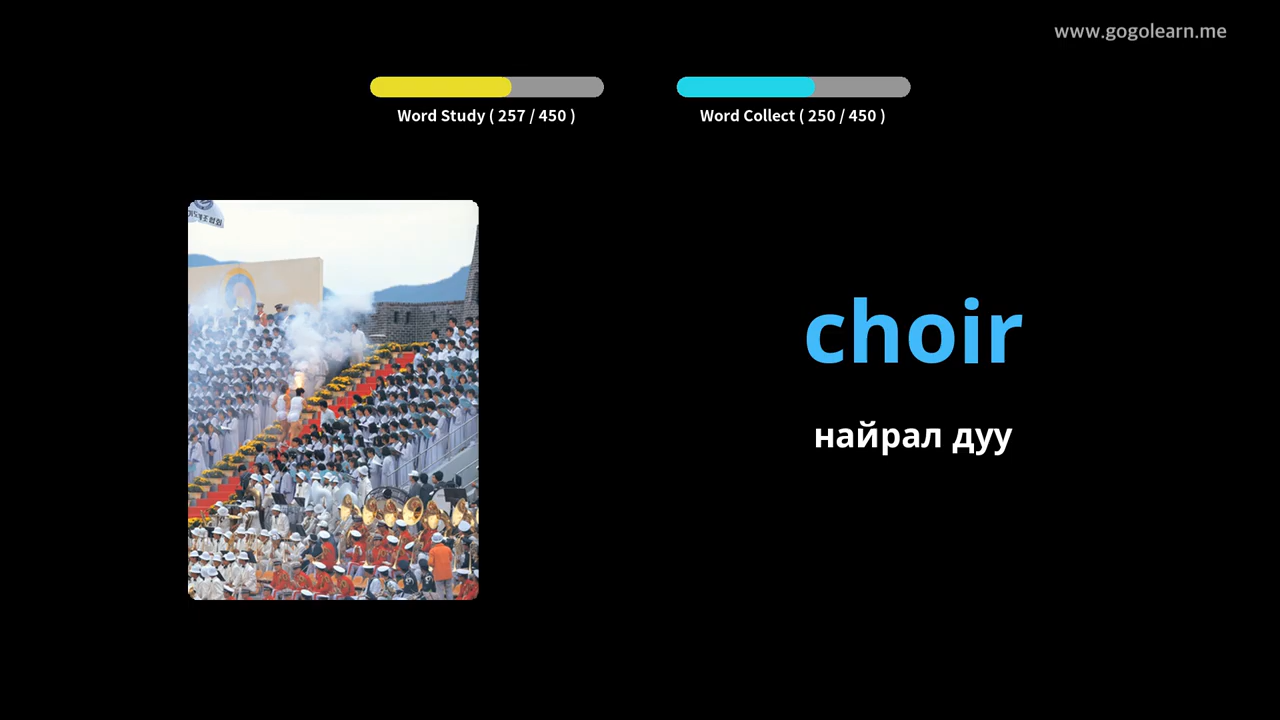 www.gogolearn.me
Word Study ( 257 / 450 )
Word Collect ( 250 / 450 )
choir
найрал дуу